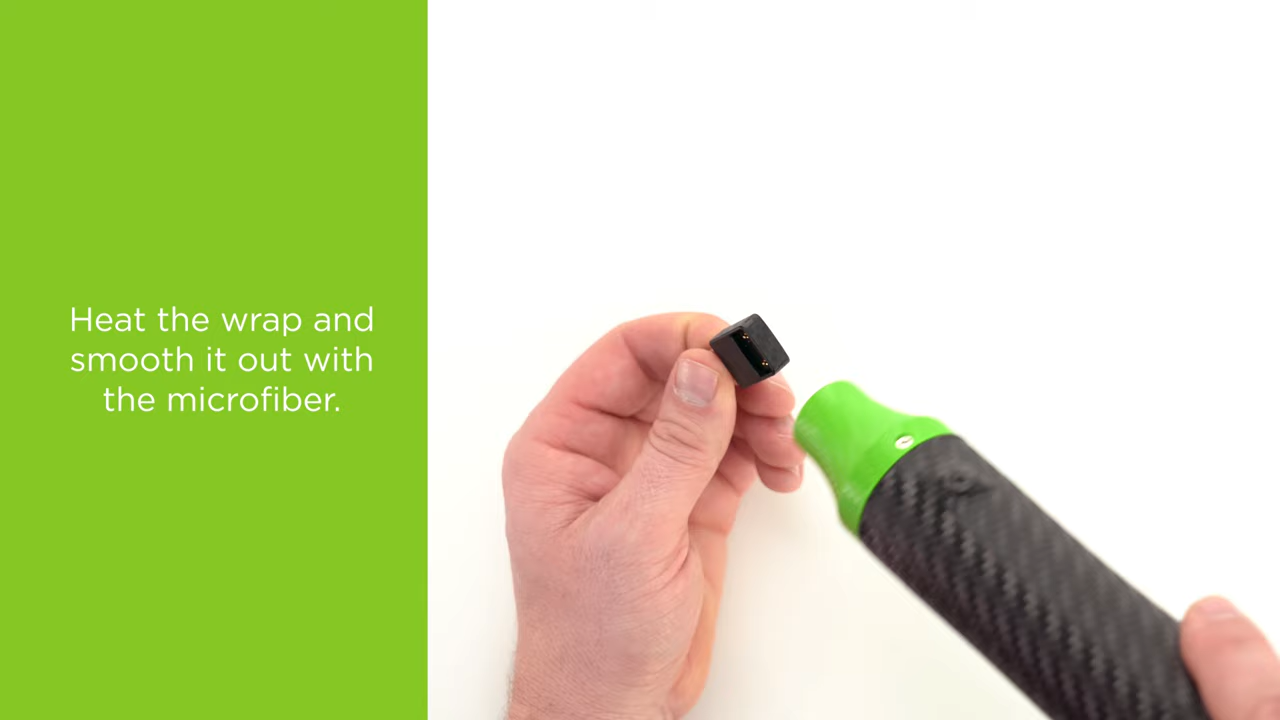 Heat the wrap and
smooth it out with
the microfiber.